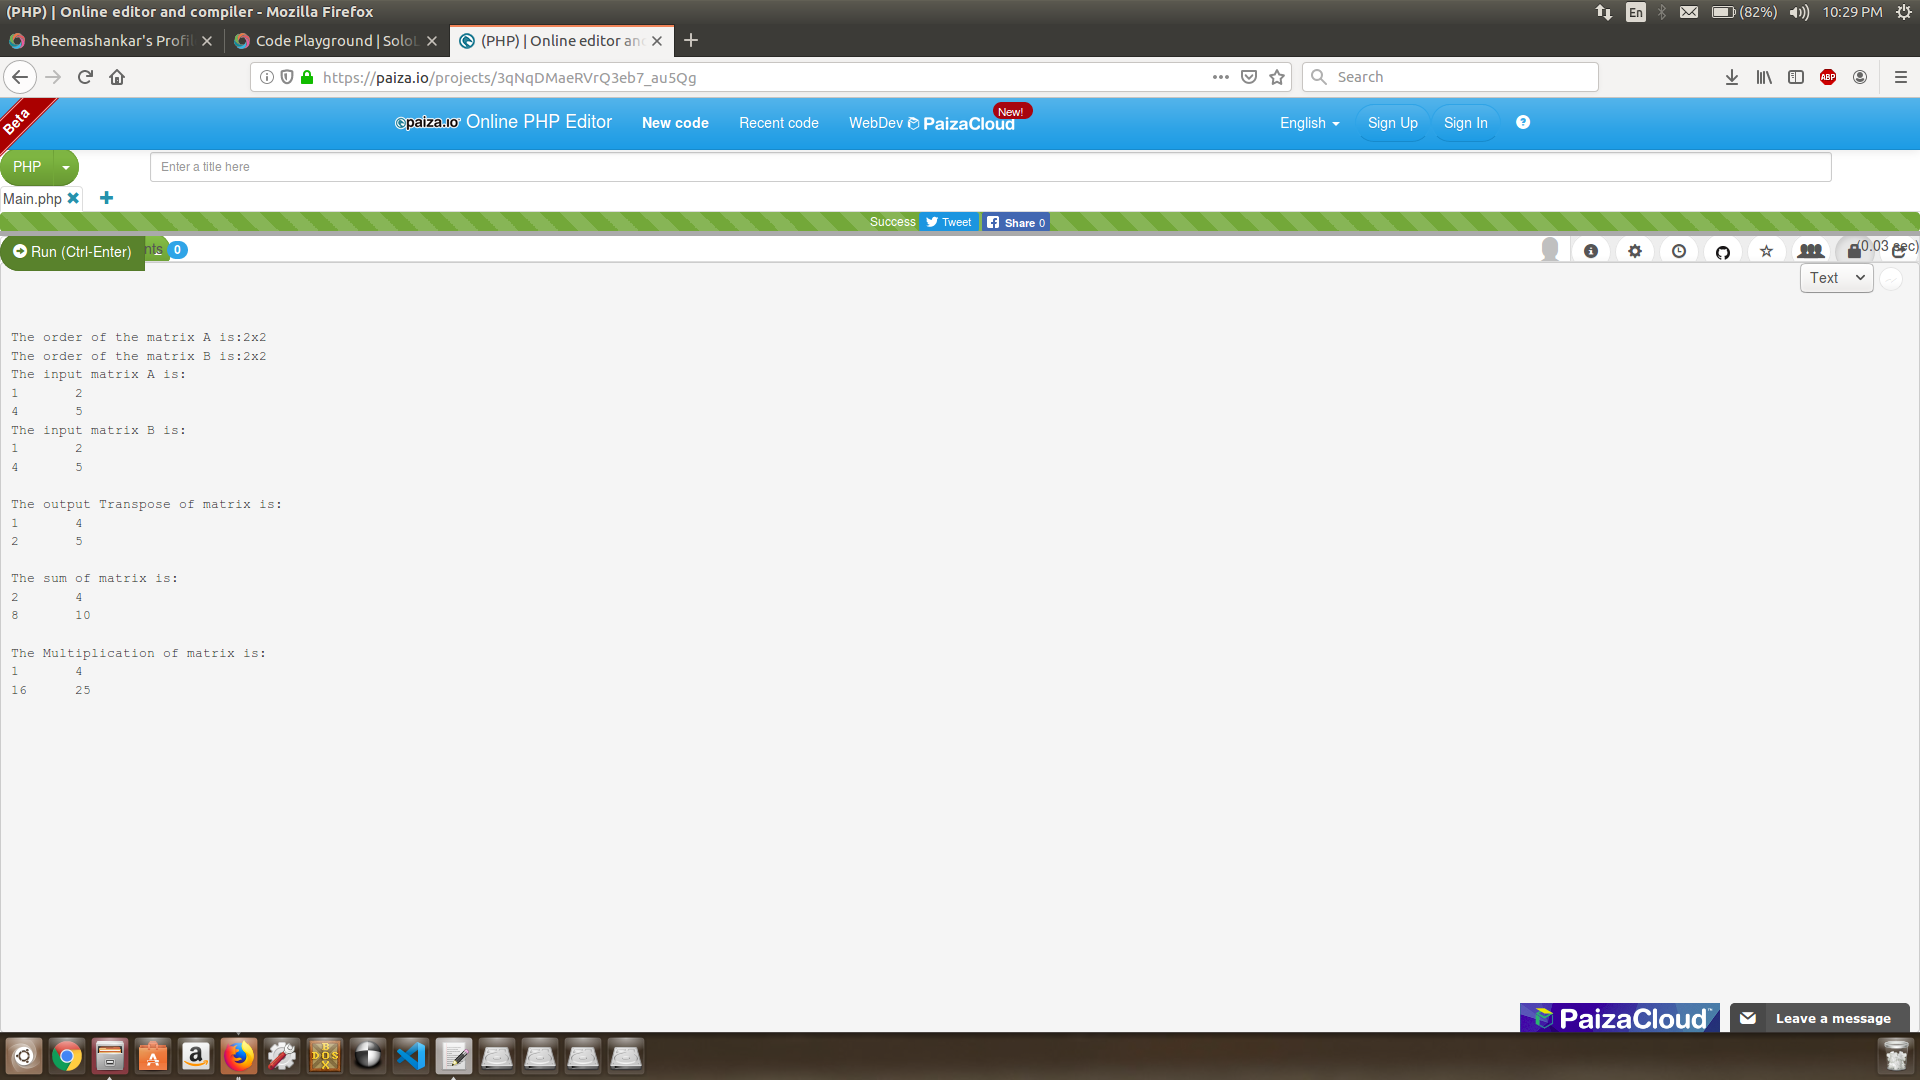 (PHP) | Online editor and compiler - Mozilla Firefox
En
(82%)
10:29 PM
Bheemashankar's Profil
Code Playground | SoloL
(PHP) | Online editor an
https://paiza.io/projects/3qNqDMaeRVrQ3eb7_au5Qg
Search
ABP
Beta
paiza.io Online PHP Editor
New code
Recent code
WebDev PaizaCloud
New!
English
Sign Up
Sign In
PHP
Enter a title here
Main.php
Success
Tweet
Share 0
Run (Ctrl-Enter)
nts
0
(0.03 sec)
Text
The order of the matrix A is:2x2
The order of the matrix B is:2x2
The input matrix A is:
1 2
4 5
The input matrix B is:
1 2
4 5
The output Transpose of matrix is:
1 4
2 5
The sum of matrix is:
2 4
8 10
The Multiplication of matrix is:
1 4
16 25
PaizaCloud
Leave a message